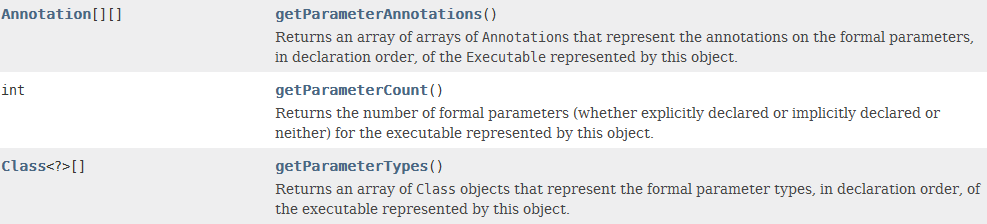 Annotation[][] getParameterAnnotations()
Returns an array of arrays of Annotations that represent the annotations on the formal parameters,
in declaration order, of the Executable represented by this object.
int getParameterCount()
Returns the number of formal parameters (whether explicitly declared or implicitly declared or
neither) for the executable represented by this object.
Class<?>[] getParameterTypes()
Returns an array of Class objects that represent the formal parameter types, in declaration order, of
the executable represented by this object.